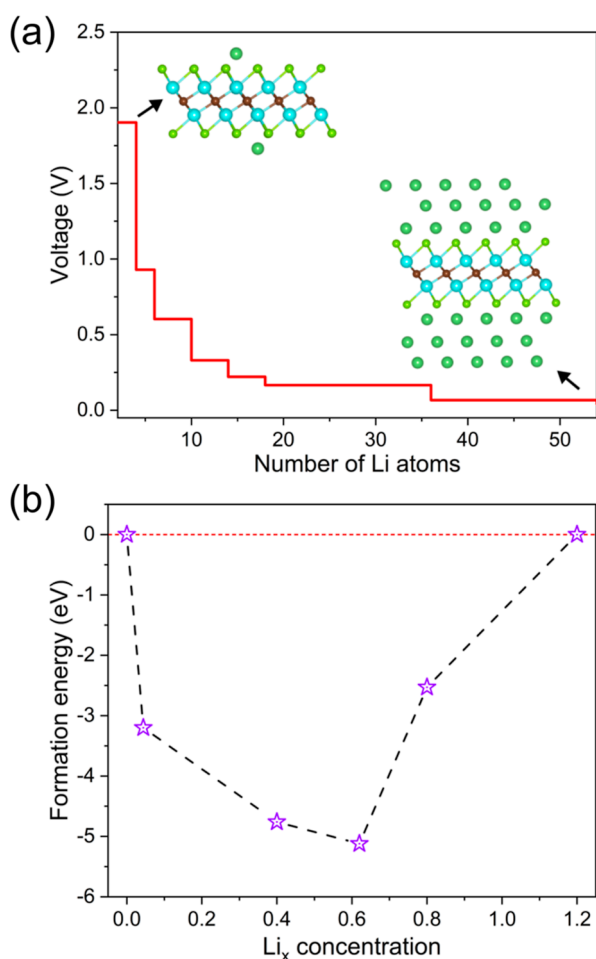 (a)
Voltage (V)
2.5
2.0
1.5
1.0
0.5
0.0
10 20 30 40 50
Number of Li atoms
(b)
Formation energy (eV)
0
-1
-2
-3
-4
-5
-6
0.0 0.2 0.4 0.6 0.8 1.0 1.2
Liₓ concentration